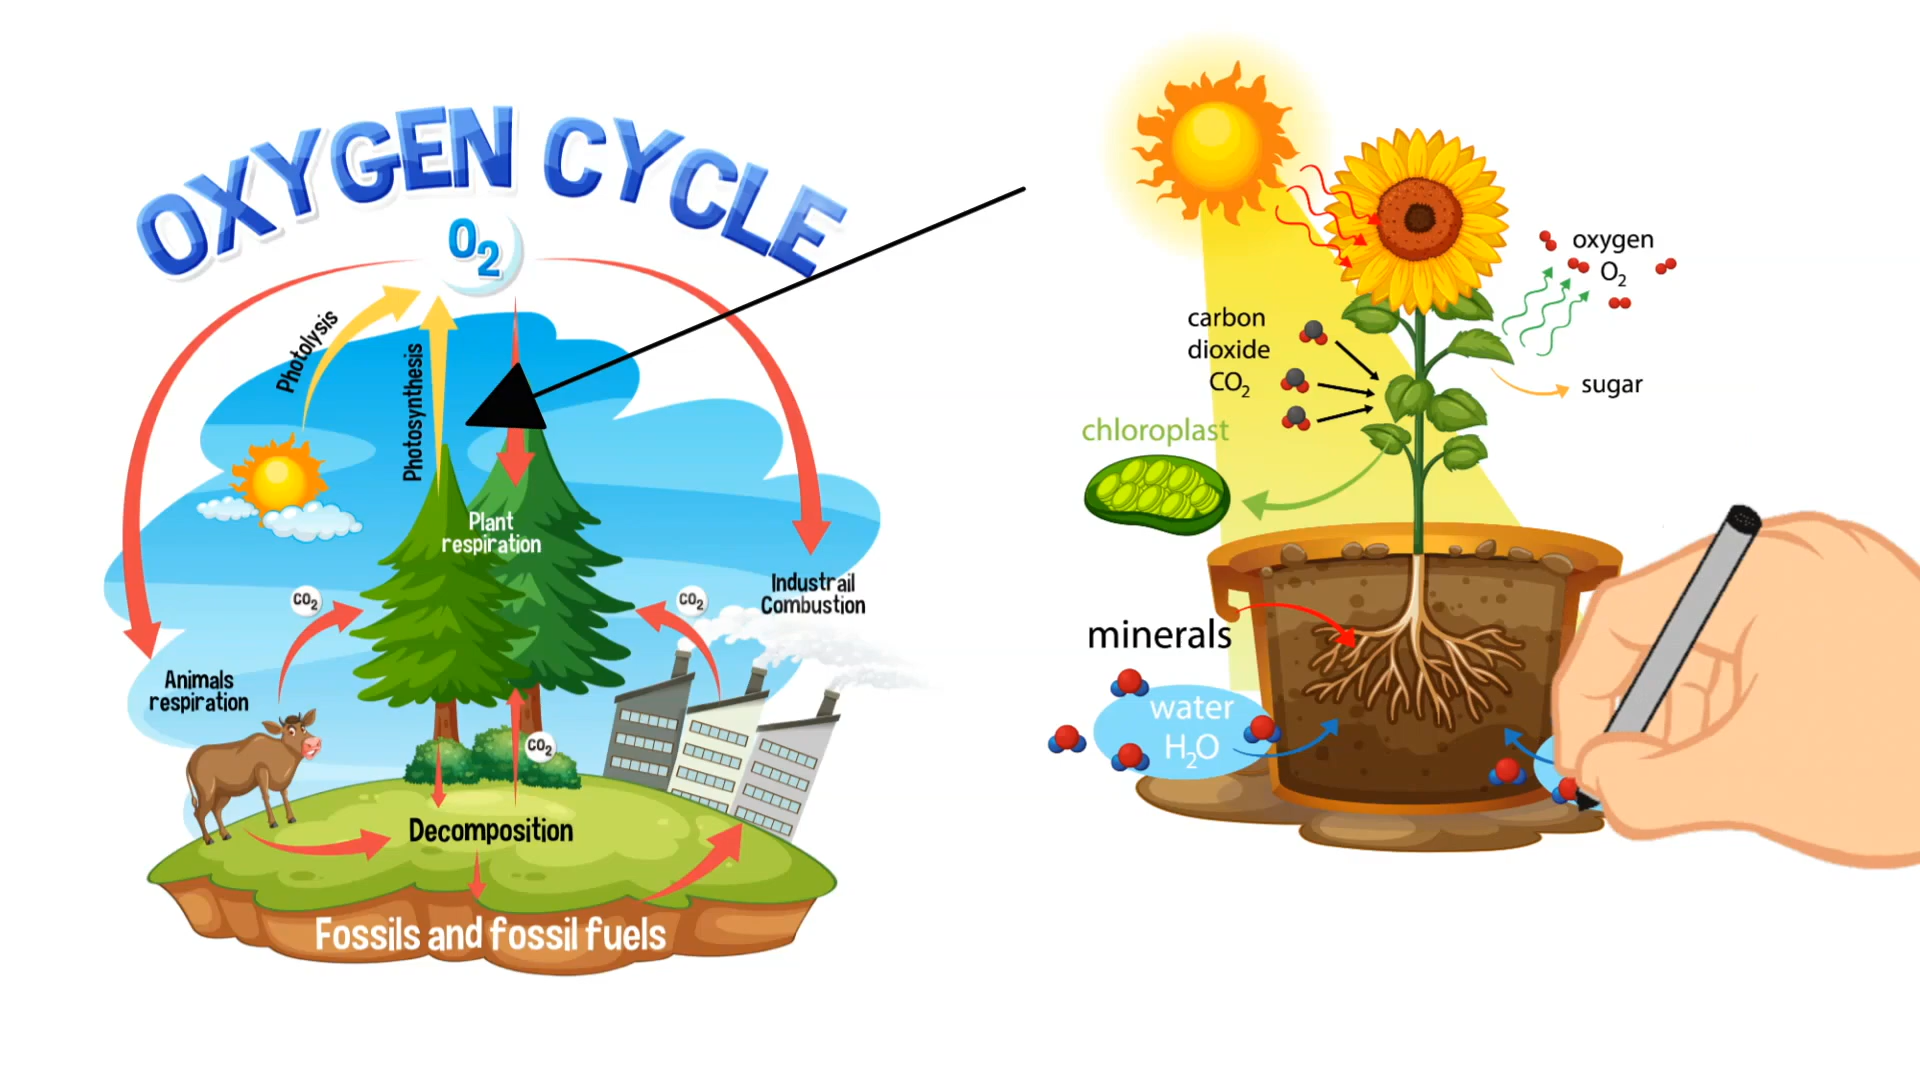 OXYGEN CYCLE
O2
Photolysis
Photosynthesis
Plant
respiration
CO2
CO2
Industrail
Combustion
Animals
respiration
CO2
Decomposition
Fossils and fossil fuels
oxygen
O2
carbon
dioxide
CO2
sugar
chloroplast
minerals
water
H2O